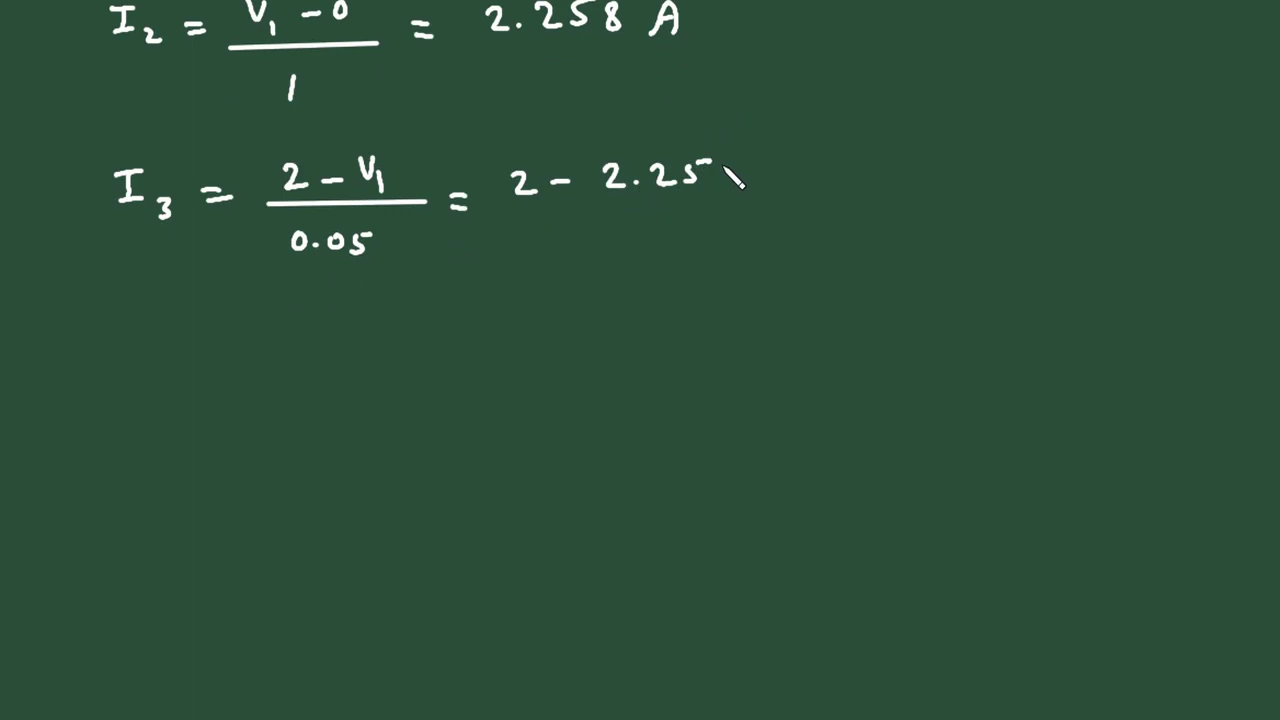 I₂ = (V₁ - 0)/1 = 2.258 A
I₃ = (2 - V₁)/0.05 = 2 - 2.25